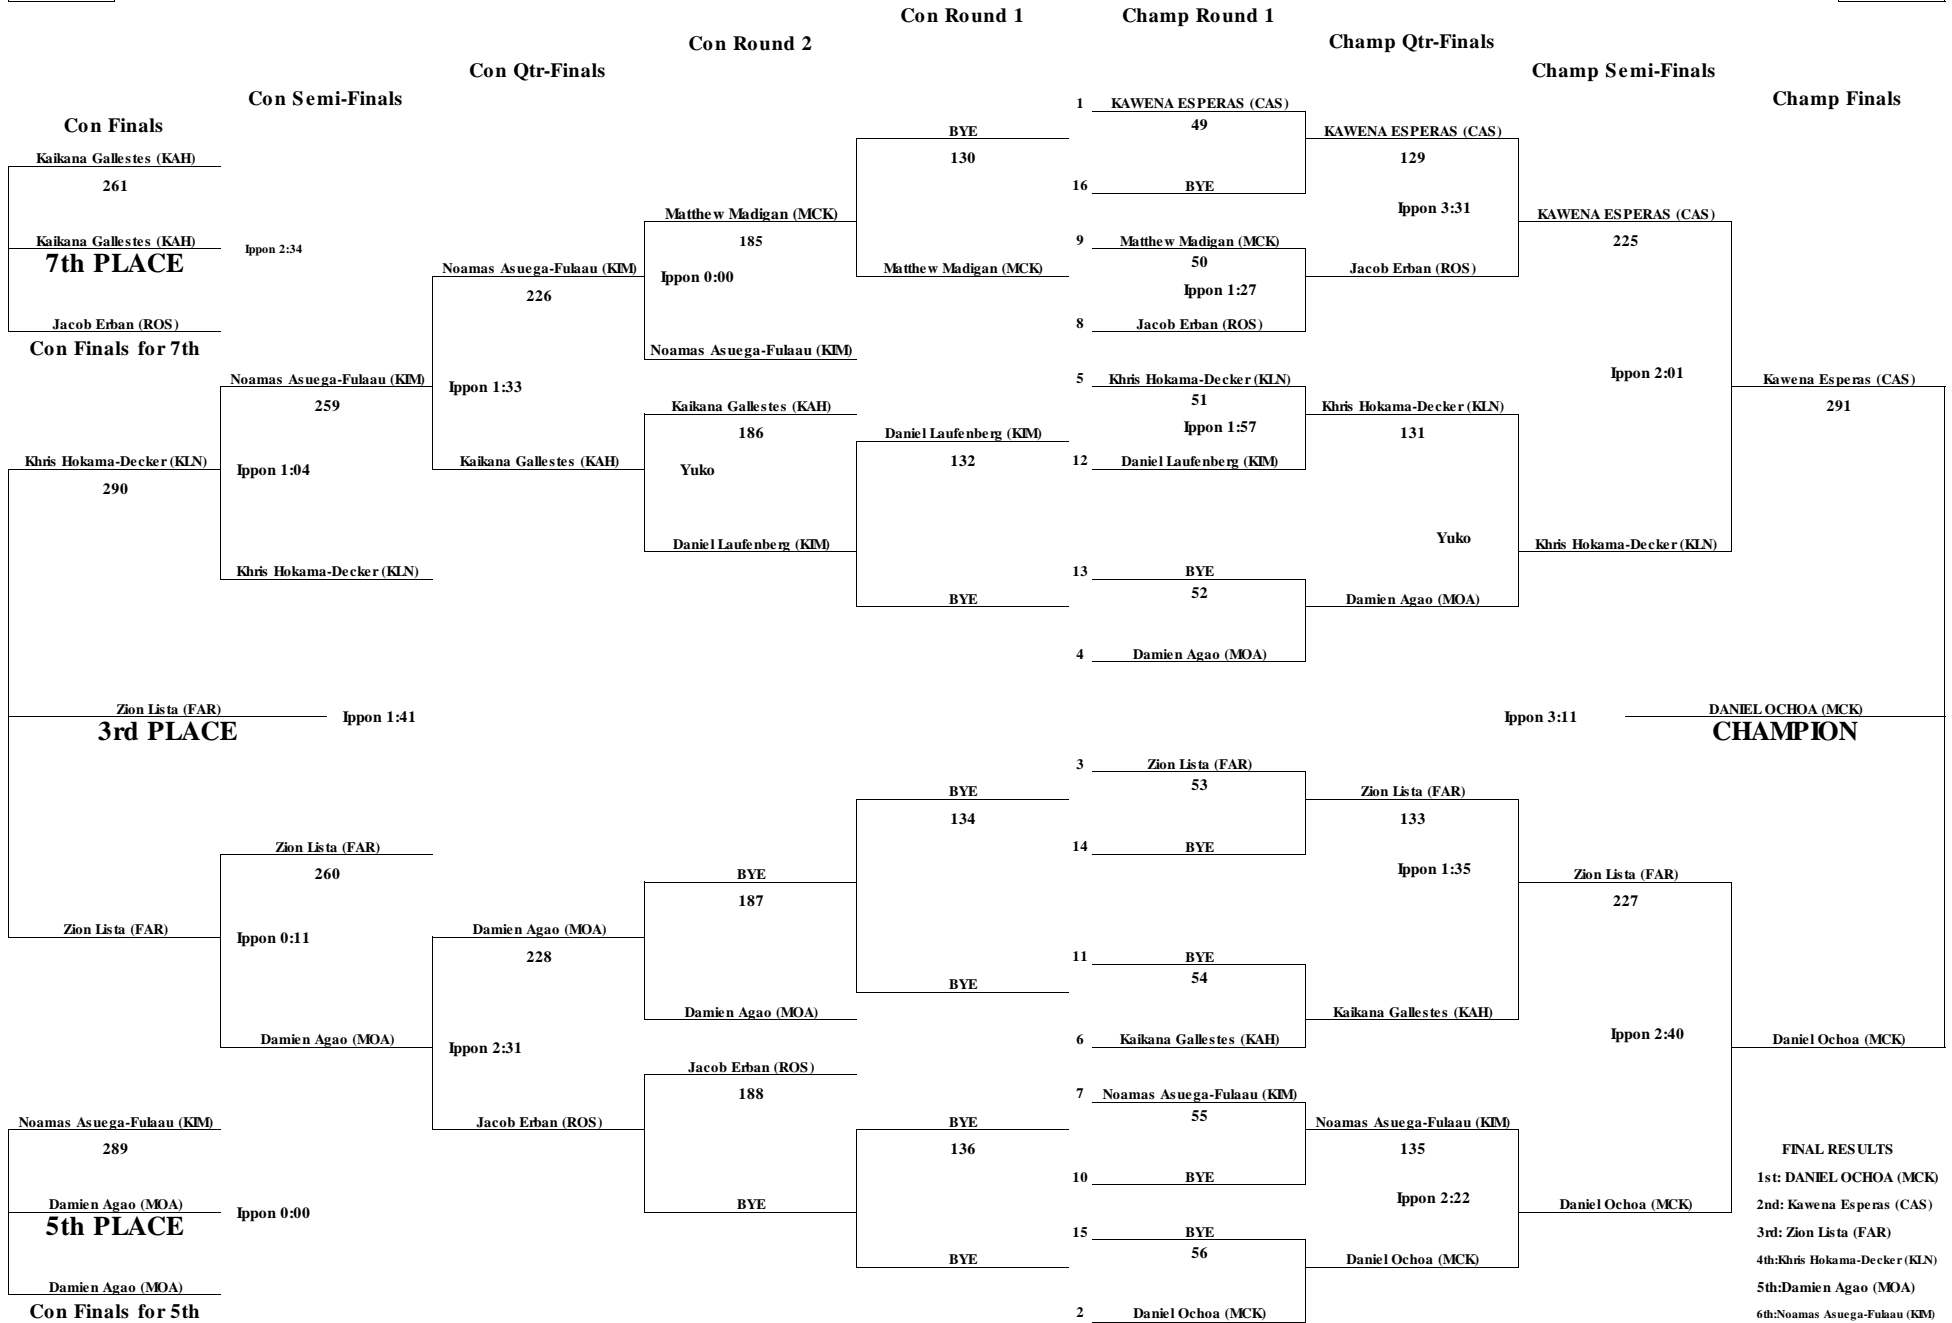 Con Round 1
Champ Round 1
Con Round 2
Champ Qtr-Finals
Con Qtr-Finals
Champ Semi-Finals
Con Semi-Finals
Champ Finals
Con Finals
1 KAWENA ESPERAS (CAS)
49
BYE
KAWENA ESPERAS (CAS)
Kaikana Gallestes (KAH)
130
129
261
16 BYE
Matthew Madigan (MCK)
Ippon 3:31
KAWENA ESPERAS (CAS)
Kaikana Gallestes (KAH)
Ippon 2:34
185
9 Matthew Madigan (MCK)
225
7th PLACE
Noamas Asuega-Fulaau (KIM)
Ippon 0:00
Matthew Madigan (MCK)
50
Jacob Erban (ROS)
226
Ippon 1:27
Jacob Erban (ROS)
8 Jacob Erban (ROS)
Con Finals for 7th
Noamas Asuega-Fulaau (KIM)
Noamas Asuega-Fulaau (KIM)
Ippon 1:33
5 Khris Hokama-Decker (KLN)
Ippon 2:01
Kawena Esperas (CAS)
259
Kaikana Gallestes (KAH)
51
Khris Hokama-Decker (KLN)
291
186
Daniel Laufenberg (KIM)
Ippon 1:57
131
Khris Hokama-Decker (KLN)
Ippon 1:04
Kaikana Gallestes (KAH)
Yuko
132
12 Daniel Laufenberg (KIM)
290
Daniel Laufenberg (KIM)
Yuko
Khris Hokama-Decker (KLN)
Khris Hokama-Decker (KLN)
13 BYE
BYE
52
Damien Agao (MOA)
4 Damien Agao (MOA)
Zion Lista (FAR)
Ippon 1:41
Ippon 3:11
DANIEL OCHOA (MCK)
3rd PLACE
CHAMPION
3 Zion Lista (FAR)
BYE
53
Zion Lista (FAR)
134
133
Zion Lista (FAR)
14 BYE
260
BYE
Ippon 1:35
Zion Lista (FAR)
187
227
Zion Lista (FAR)
Ippon 0:11
Damien Agao (MOA)
228
11 BYE
BYE
54
Damien Agao (MOA)
Kaikana Gallestes (KAH)
Damien Agao (MOA)
Ippon 2:31
6 Kaikana Gallestes (KAH)
Ippon 2:40
Daniel Ochoa (MCK)
Jacob Erban (ROS)
188
7 Noamas Asuega-Fulaau (KIM)
Noamas Asuega-Fulaau (KIM)
Jacob Erban (ROS)
BYE
55
Noamas Asuega-Fulaau (KIM)
289
136
135
FINAL RESULTS
10 BYE
1st: DANIEL OCHOA (MCK)
Damien Agao (MOA)
Ippon 0:00
BYE
Ippon 2:22
Daniel Ochoa (MCK)
2nd: Kawena Esperas (CAS)
5th PLACE
15 BYE
3rd: Zion Lista (FAR)
BYE
56
Daniel Ochoa (MCK)
4th:Khris Hokama-Decker (KLN)
Damien Agao (MOA)
5th:Damien Agao (MOA)
Con Finals for 5th
2 Daniel Ochoa (MCK)
6th:Noamas Asuega-Fulaau (KIM)